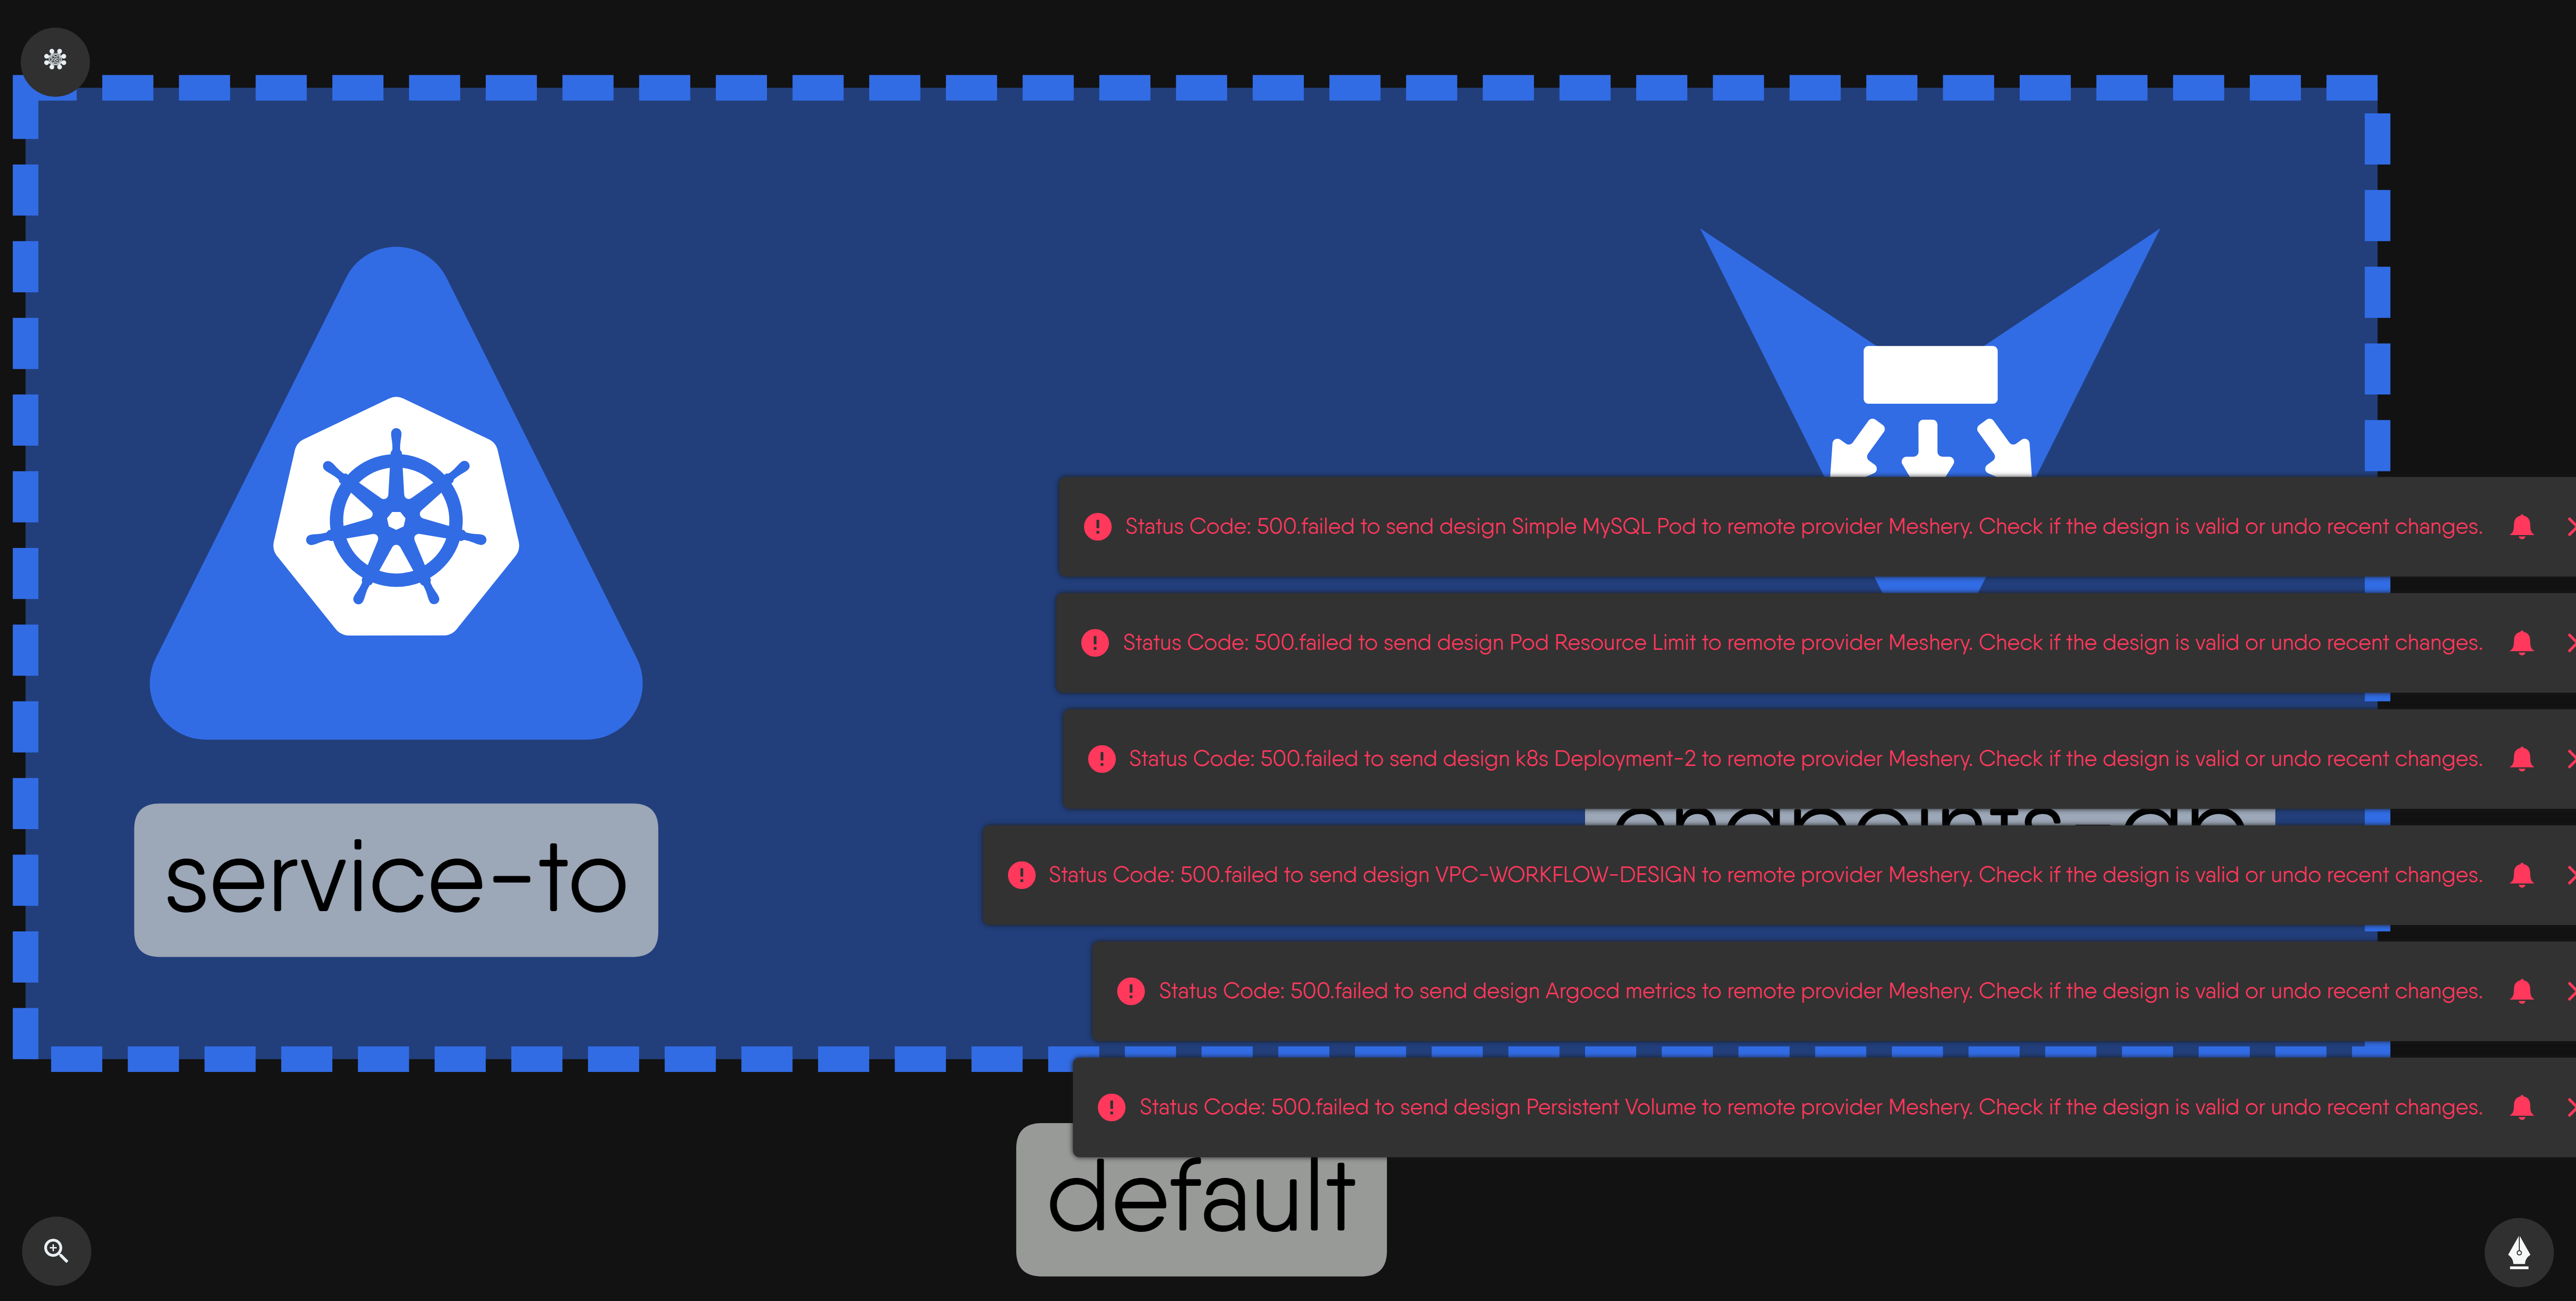 Status Code: 500.failed to send design Simple MySQL Pod to remote provider Meshery. Check if the design is valid or undo recent changes.
Status Code: 500.failed to send design Pod Resource Limit to remote provider Meshery. Check if the design is valid or undo recent changes.
Status Code: 500.failed to send design k8s Deployment-2 to remote provider Meshery. Check if the design is valid or undo recent changes.
service-to
Status Code: 500.failed to send design VPC-WORKFLOW-DESIGN to remote provider Meshery. Check if the design is valid or undo recent changes.
Status Code: 500.failed to send design Argocd metrics to remote provider Meshery. Check if the design is valid or undo recent changes.
Status Code: 500.failed to send design Persistent Volume to remote provider Meshery. Check if the design is valid or undo recent changes.
default